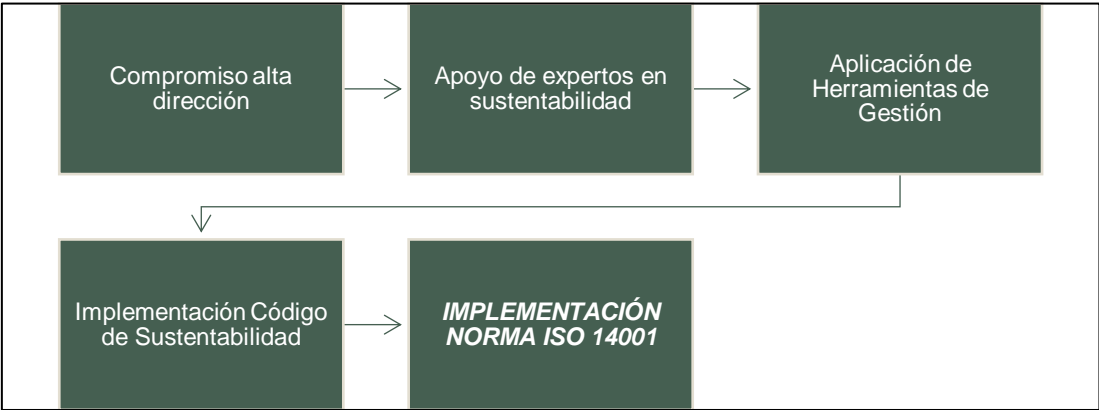 Compromiso alta
dirección
Apoyo de expertos en
sustentabilidad
Aplicación de
Herramientas de
Gestión
Implementación Código
de Sustentabilidad
IMPLEMENTACIÓN
NORMA ISO 14001